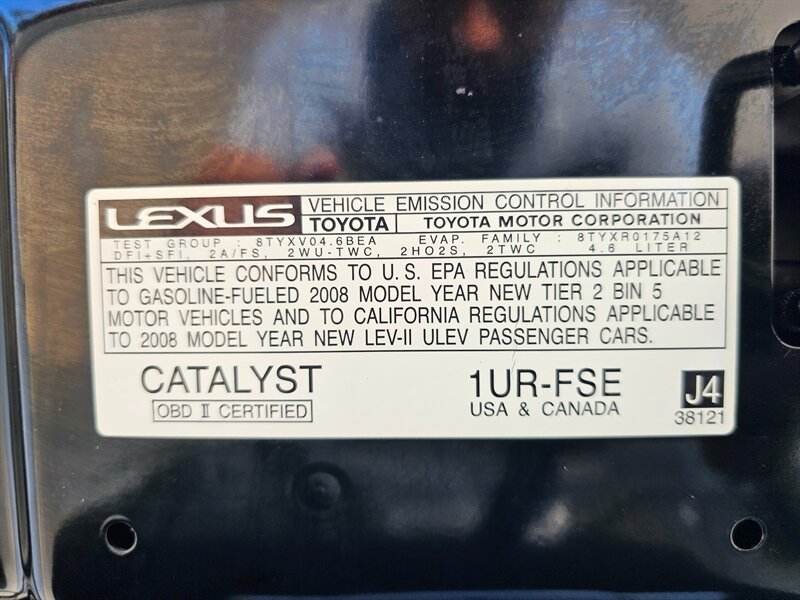 LEXUS VEHICLE EMISSION CONTROL INFORMATION
TOYOTA TOYOTA MOTOR CORPORATION
TEST GROUP : 8TYXV04.6BEA EVAP. FAMILY : 8TYXR0175A12
DFI+SFI, 2A/FS, 2WU-TWC, 2HO2S, 2TWC 4.6 LITER
THIS VEHICLE CONFORMS TO U.S. EPA REGULATIONS APPLICABLE
TO GASOLINE-FUELED 2008 MODEL YEAR NEW TIER 2 BIN 5
MOTOR VEHICLES AND TO CALIFORNIA REGULATIONS APPLICABLE
TO 2008 MODEL YEAR NEW LEV-II ULEV PASSENGER CARS.
CATALYST 1UR-FSE J4
OBD II CERTIFIED USA & CANADA 38121